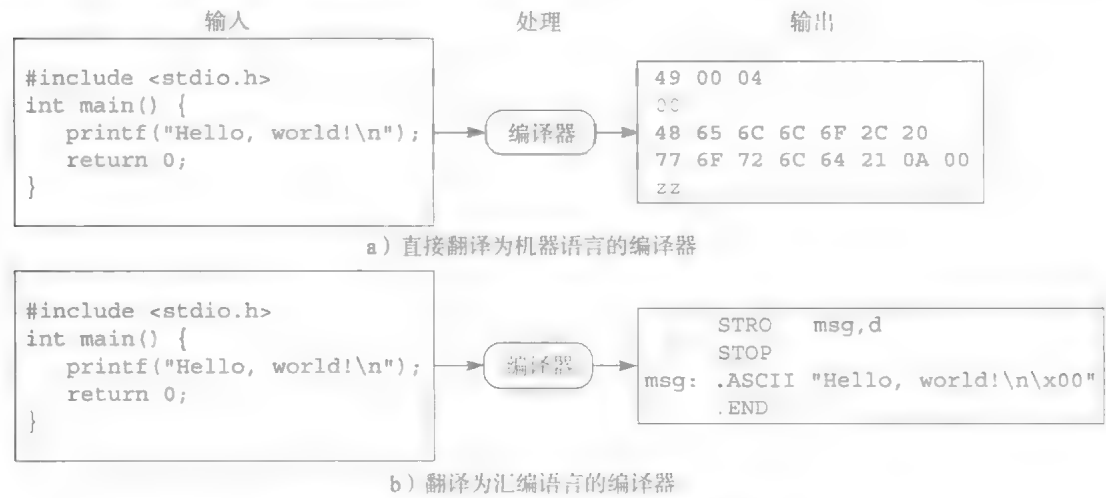 输入 处理 输出
#include <stdio.h>
int main() {
printf("Hello, world!\n");
return 0;
}
编译器
49 00 04
00
48 65 6C 6C 6F 2C 20
77 6F 72 6C 64 21 0A 00
zz
a）直接翻译为机器语言的编译器
#include <stdio.h>
int main() {
printf("Hello, world!\n");
return 0;
}
编译器
STRO msg,d
STOP
msg: .ASCII "Hello, world!\n\x00"
.END
b）翻译为汇编语言的编译器